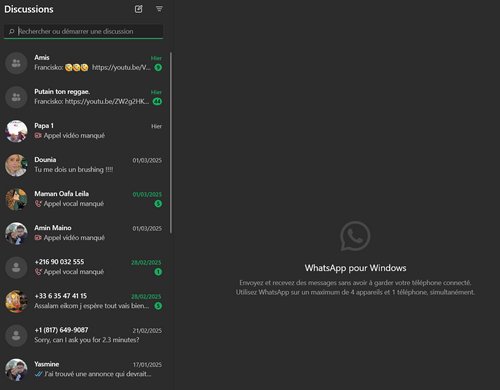 Discussions
Rechercher ou démarrer une discussion
Amis
Hier
Francisko: 🤣🤣🤣 https://youtu.be/V...
9
Putain ton reggae.
Hier
Francisko: https://youtu.be/ZW2g2HK...
44
Papa 1
Hier
Appel vidéo manqué
Dounia
01/03/2025
Tu me dois un brushing !!!!
Maman Oafa Leila
01/03/2025
Appel vocal manqué
5
Amin Maino
01/03/2025
Appel vidéo manqué
+216 90 032 555
28/02/2025
Appel vocal manqué
1
+33 6 35 47 41 15
28/02/2025
Assalam eikom j espère tout vais bien...
5
+1 (817) 649-9087
21/02/2025
Sorry, can I ask you for 2.3 minutes?
Yasmine
17/01/2025
J'ai trouvé une annonce qui devrait...
WhatsApp pour Windows
Envoyez et recevez des messages sans avoir à garder votre téléphone connecté.
Utilisez WhatsApp sur un maximum de 4 appareils et 1 téléphone, simultanément.